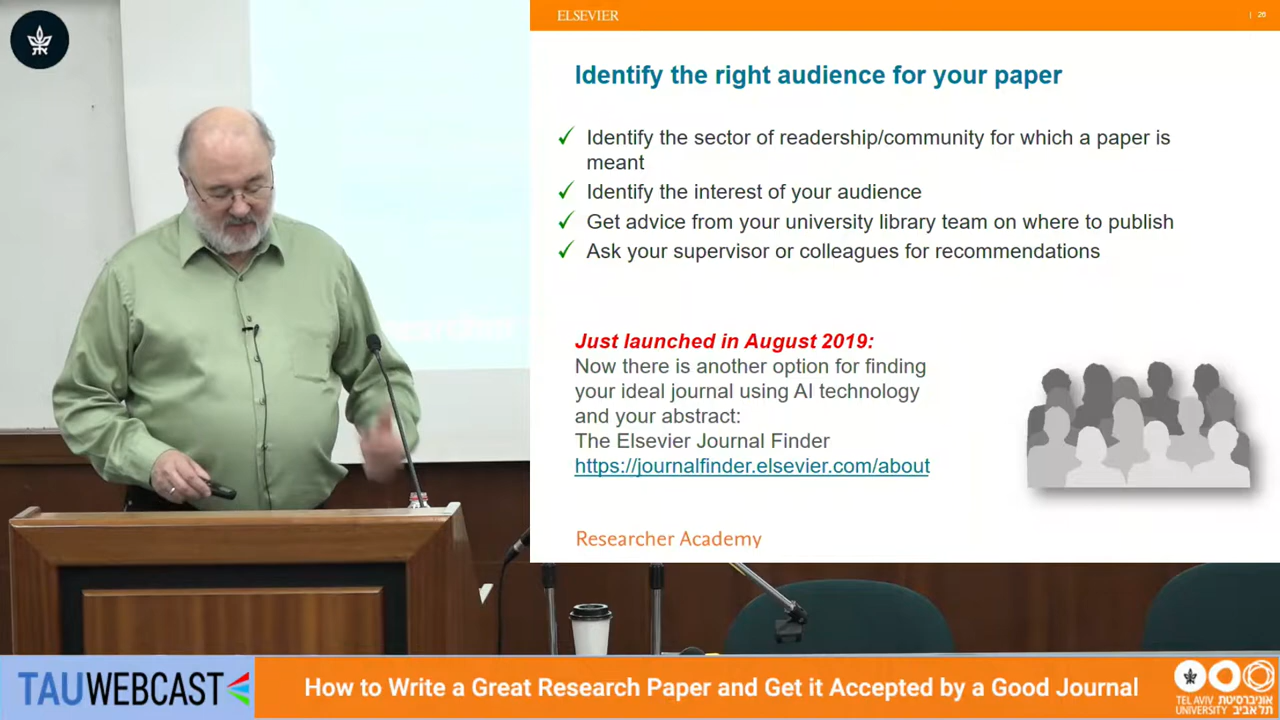 ELSEVIER
| 26
Identify the right audience for your paper
✓ Identify the sector of readership/community for which a paper is
meant
✓ Identify the interest of your audience
✓ Get advice from your university library team on where to publish
✓ Ask your supervisor or colleagues for recommendations
Just launched in August 2019:
Now there is another option for finding
your ideal journal using AI technology
and your abstract:
The Elsevier Journal Finder
https://journalfinder.elsevier.com/about
Researcher Academy
TAUWEBCAST
How to Write a Great Research Paper and Get it Accepted by a Good Journal
TEL AVIV אוניברסיטת
UNIVERSITY תל אביב